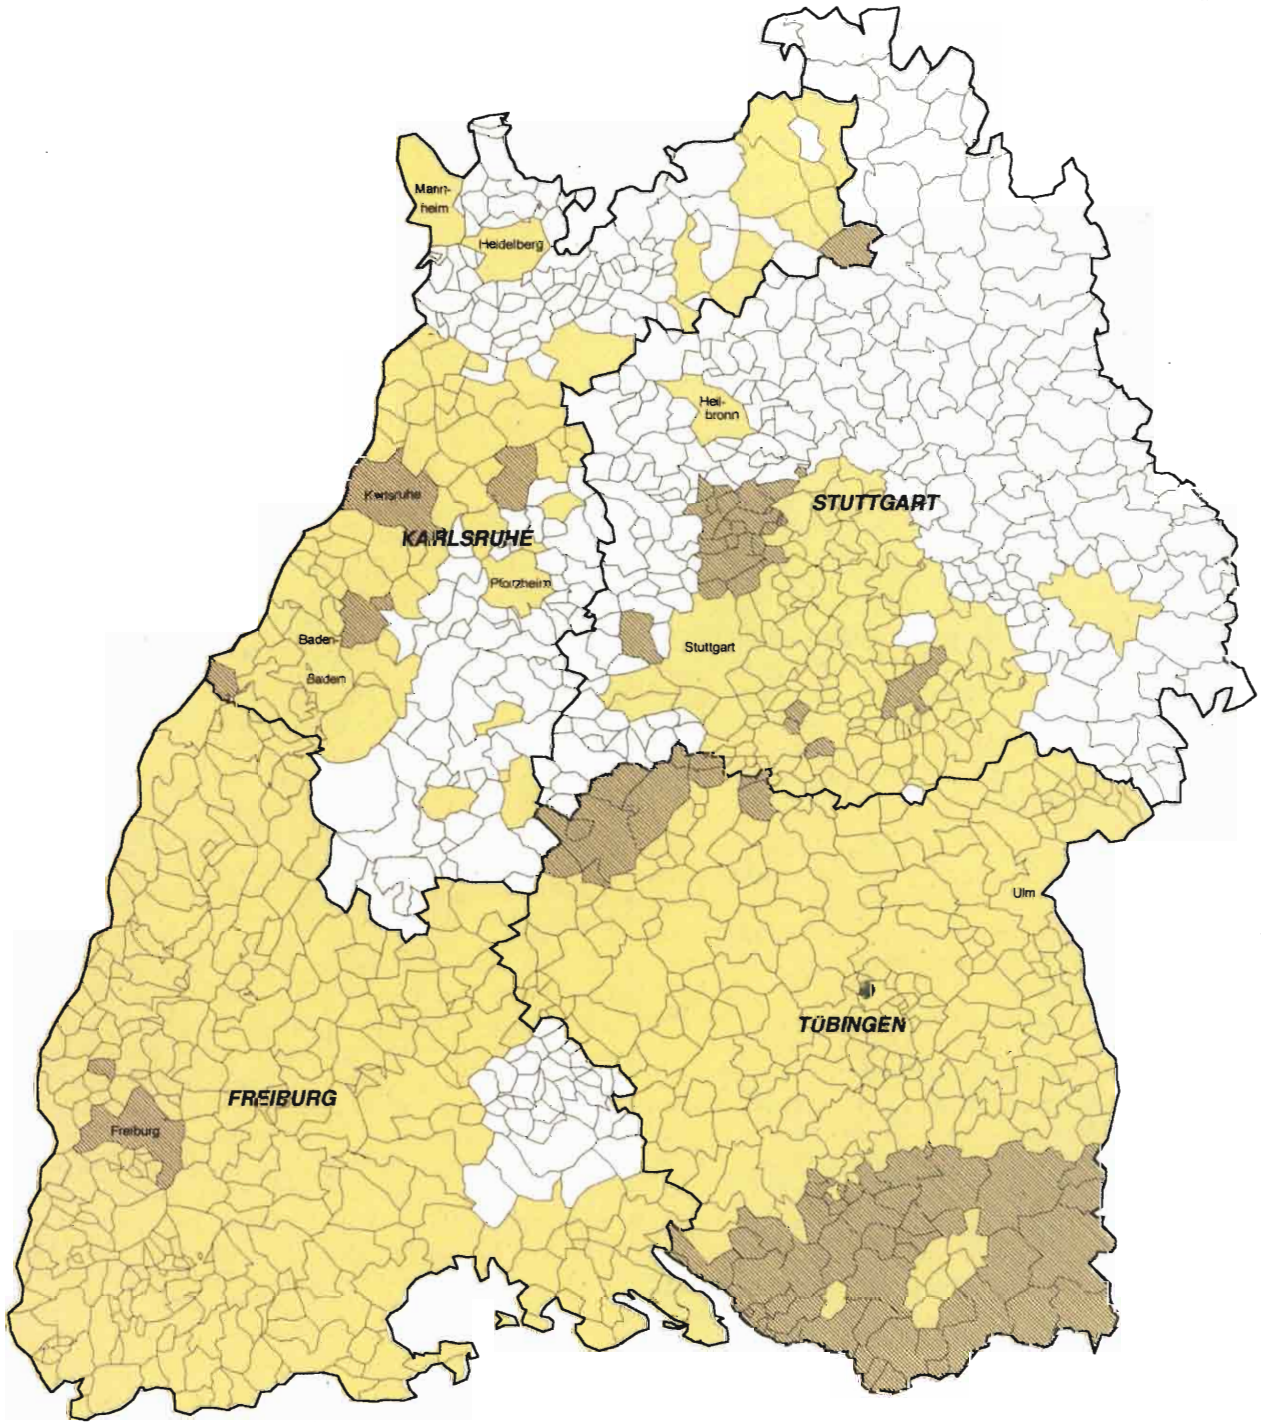 Mann-
heim
Heidelberg
Heil-
bronn
Karlsruhe
STUTTGART
KARLSRUHE
Pforzheim
Baden-
Baden
Stuttgart
Ulm
TÜBINGEN
FREIBURG
Freiburg